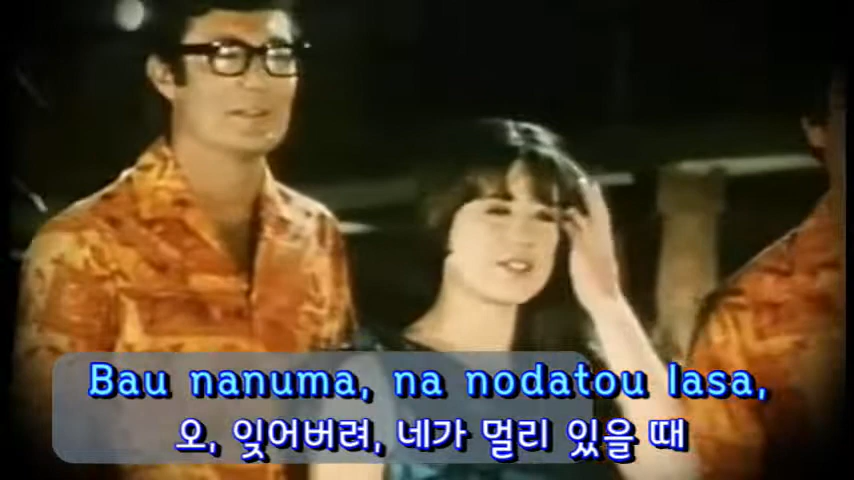 Bau nanuma, na nodatou lasa,
오, 잊어버려, 네가 멀리 있을 때